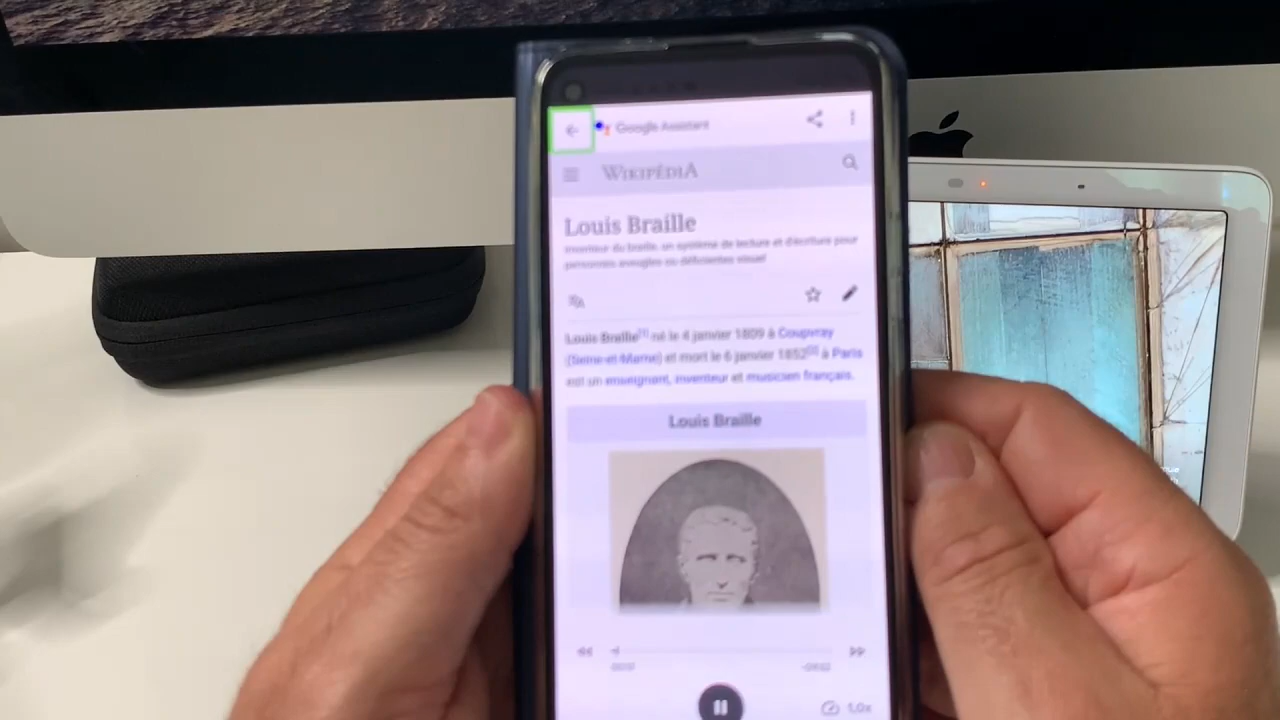 Google Assistant
WIKIPÉDIA
Louis Braille
Inventeur du braille, un système de lecture et d'écriture pour
personnes aveugles ou déficientes visuel
Louis Braille[1] né le 4 janvier 1809 à Coupvray
(Seine-et-Marne) et mort le 6 janvier 1852[2] à Paris
est un enseignant, inventeur et musicien français.
Louis Braille
1,0x